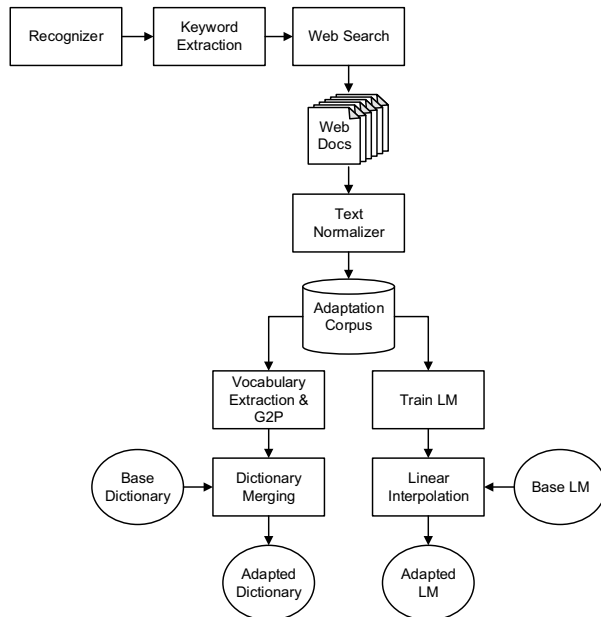 Recognizer
Keyword
Extraction
Web Search
Web
Docs
Text
Normalizer
Adaptation
Corpus
Vocabulary
Extraction &
G2P
Train LM
Base
Dictionary
Dictionary
Merging
Linear
Interpolation
Base LM
Adapted
Dictionary
Adapted
LM